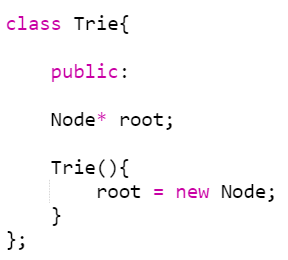 class Trie{
public:
Node* root;
Trie(){
root = new Node;
}
};